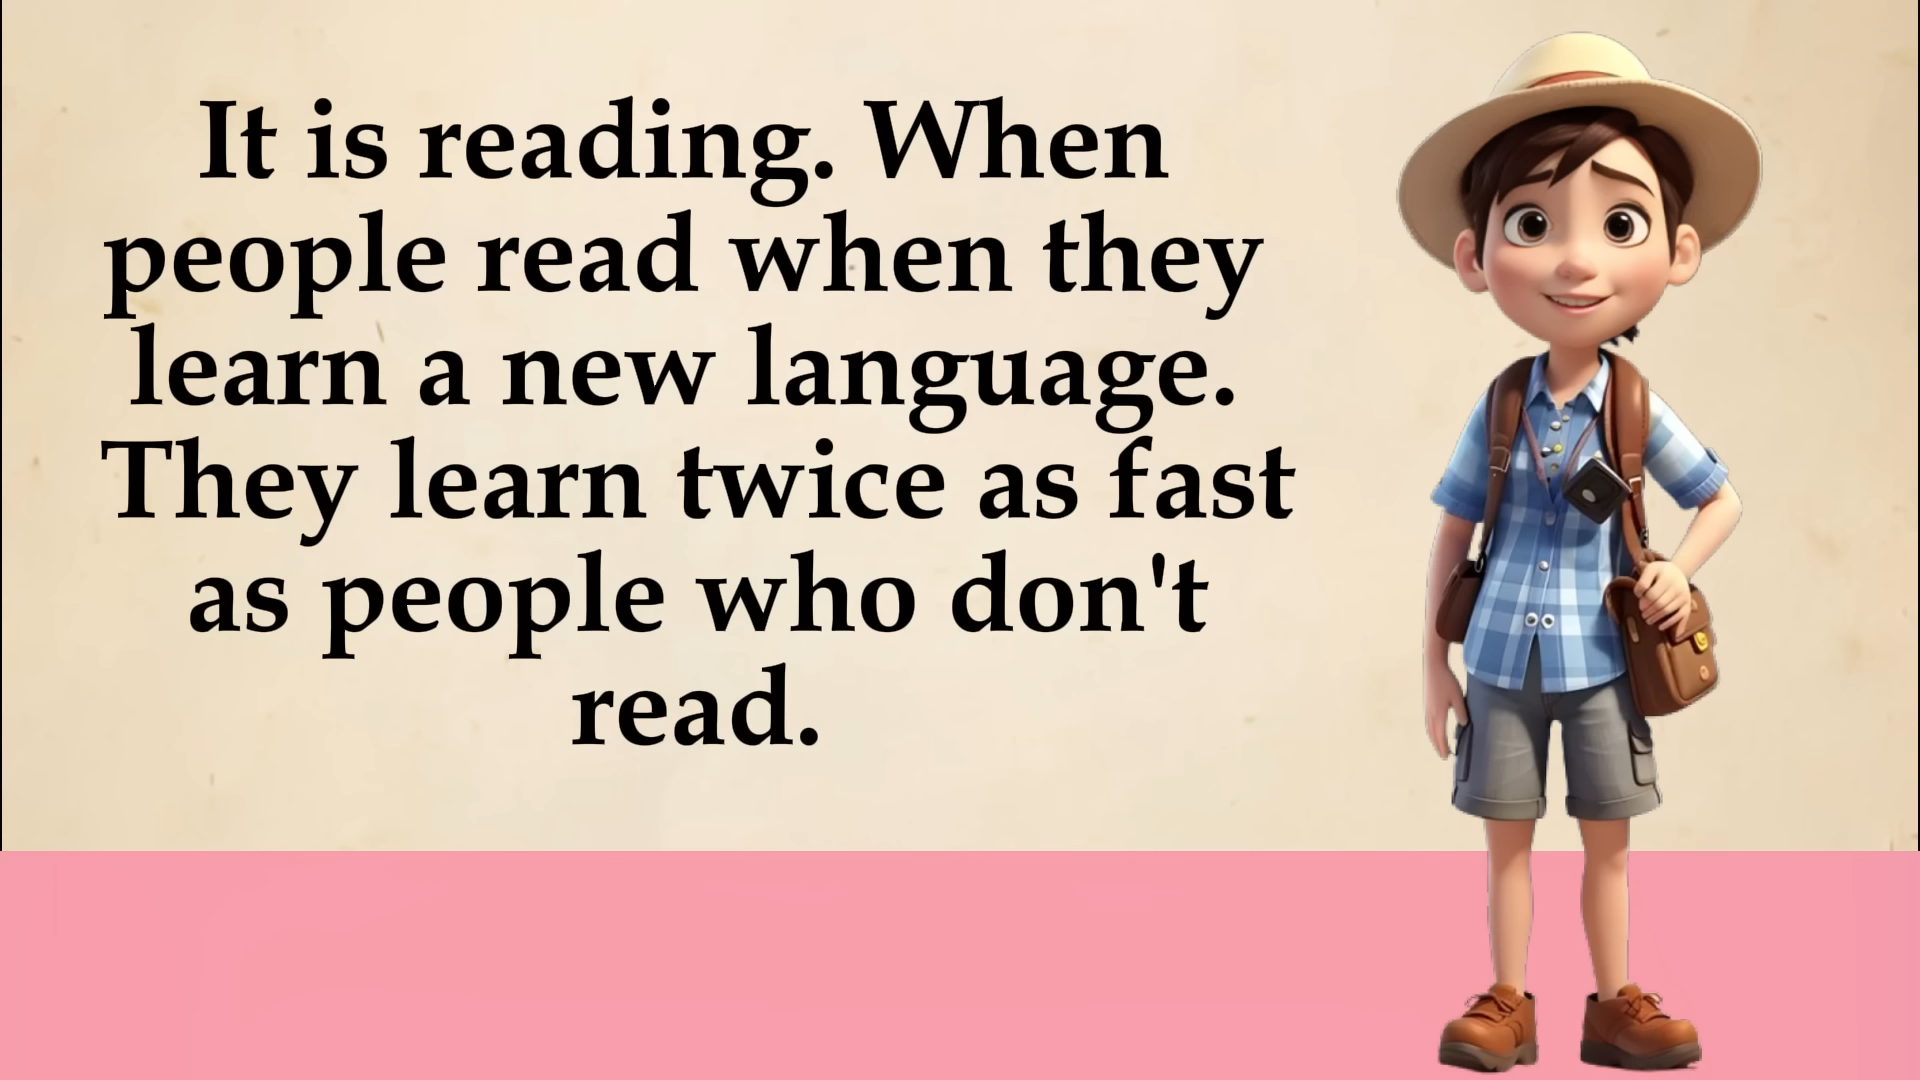 It is reading. When
people read when they
learn a new language.
They learn twice as fast
as people who don't
read.